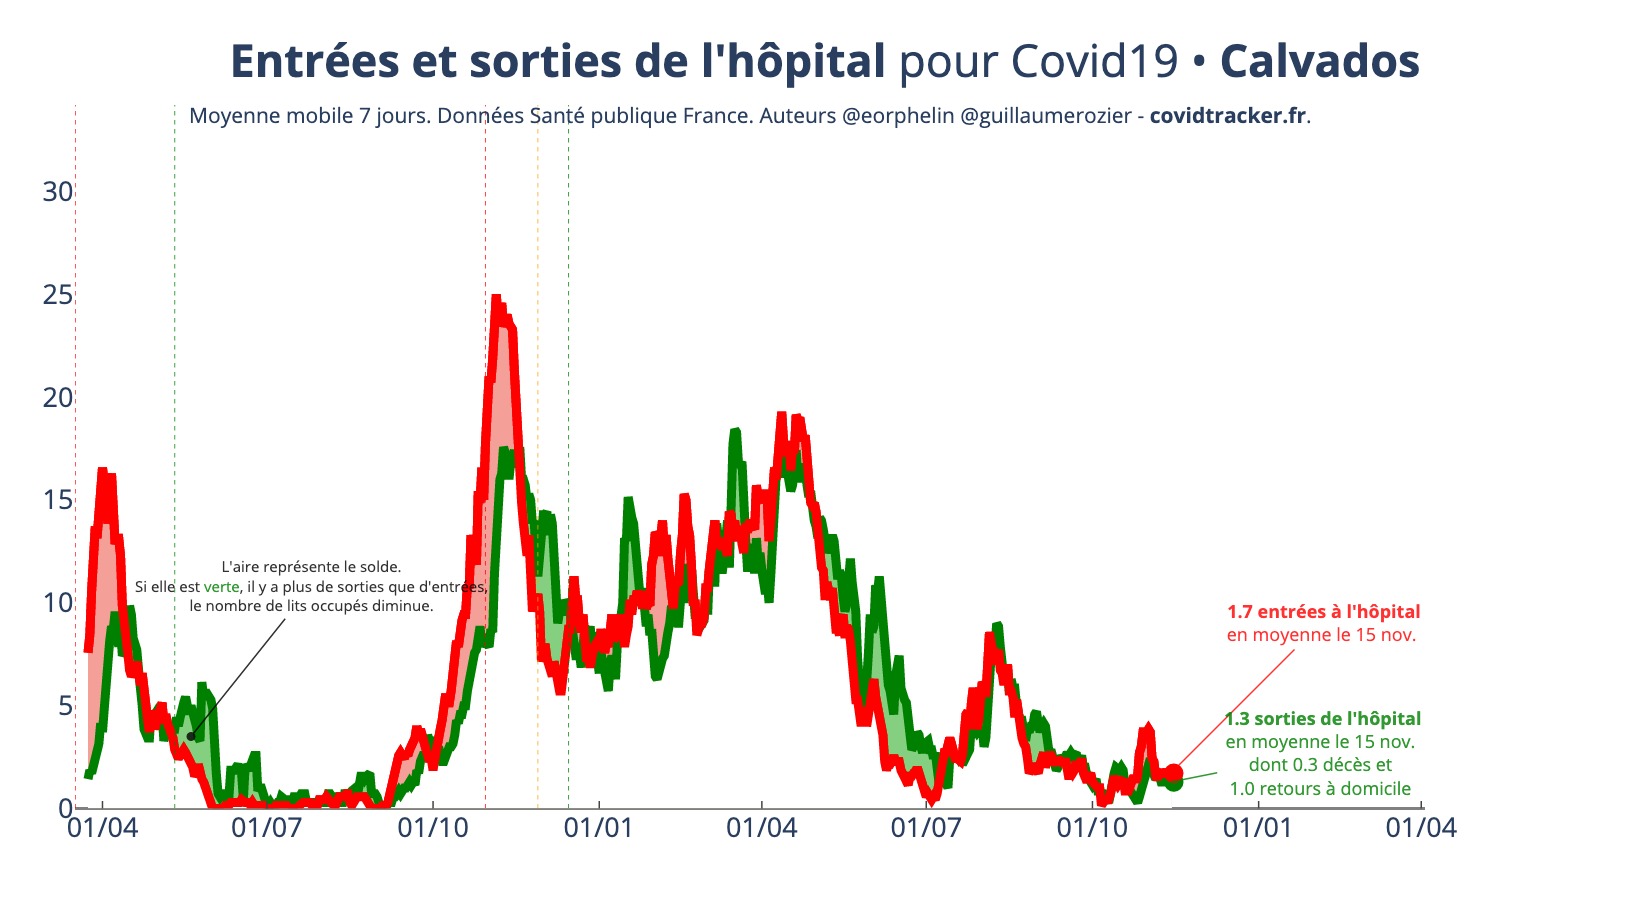 Entrées et sorties de l'hôpital pour Covid19 • Calvados
Moyenne mobile 7 jours. Données Santé publique France. Auteurs @eorphelin @guillaumerozier - covidtracker.fr.
30
25
20
15
10
5
0
L'aire représente le solde.
Si elle est verte, il y a plus de sorties que d'entrées,
le nombre de lits occupés diminue.
1.7 entrées à l'hôpital
en moyenne le 15 nov.
1.3 sorties de l'hôpital
en moyenne le 15 nov.
dont 0.3 décès et
1.0 retours à domicile
01/04 01/07 01/10 01/01 01/04 01/07 01/10 01/01 01/04